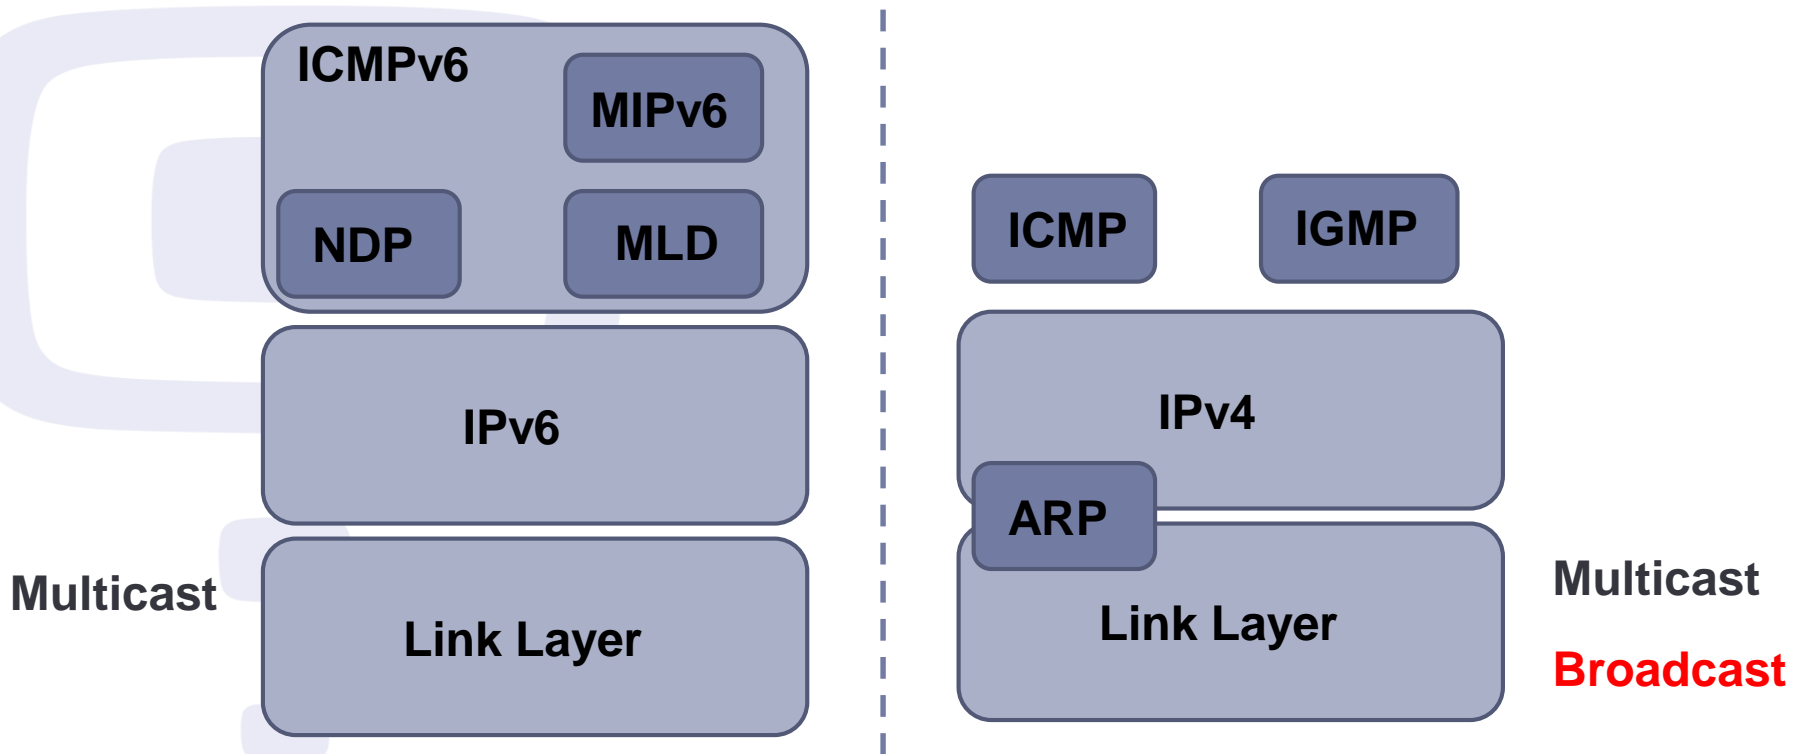 ICMPv6
MIPv6
NDP
MLD
IPv6
Multicast
Link Layer
ICMP
IGMP
IPv4
ARP
Link Layer
Multicast
Broadcast